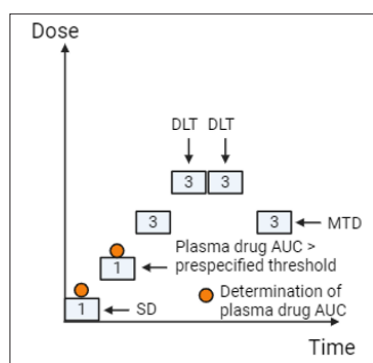 Dose
DLT DLT
3 3
3 3 MTD
Plasma drug AUC >
1 prespecified threshold
Determination of
1 SD plasma drug AUC
Time